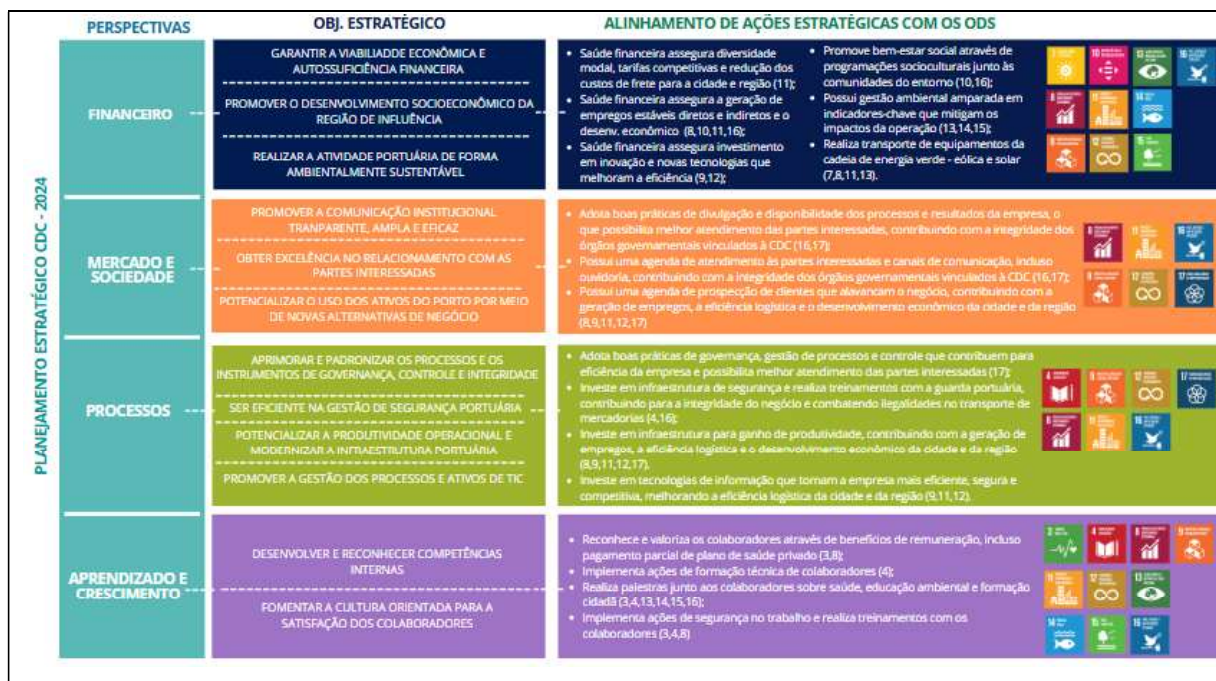 PERSPECTIVAS
OBJ. ESTRATÉGICO
ALINHAMENTO DE AÇÕES ESTRATÉGICAS COM OS ODS
PLANEJAMENTO ESTRATÉGICO CDC - 2024
FINANCEIRO
GARANTIR A VIABILIADDE ECONÔMICA E
AUTOSSUFICIÊNCIA FINANCEIRA
PROMOVER O DESENVOLVIMENTO SOCIOECONÔMICO DA
REGIÃO DE INFLUÊNCIA
REALIZAR A ATIVIDADE PORTUÁRIA DE FORMA
AMBIENTALMENTE SUSTENTÁVEL
• Saúde financeira assegura diversidade
modal, tarifas competitivas e redução dos
custos de frete para a cidade e região (11);
• Saúde financeira assegura a geração de
empregos estáveis diretos e indiretos e o
desenv. econômico (8,10,11,16);
• Saúde financeira assegura investimento
em inovação e novas tecnologias que
melhoram a eficiência (9,12);
• Promove bem-estar social através de
programações socioculturais junto às
comunidades do entorno (10,16);
• Possui gestão ambiental amparada em
indicadores-chave que mitigam os
impactos da operação (13,14,15);
• Realiza transporte de equipamentos da
cadeia de energia verde - eólica e solar
(7,8,11,13).
MERCADO E
SOCIEDADE
PROMOVER A COMUNICAÇÃO INSTITUCIONAL
TRANPARENTE, AMPLA E EFICAZ
OBTER EXCELÊNCIA NO RELACIONAMENTO COM AS
PARTES INTERESSADAS
POTENCIALIZAR O USO DOS ATIVOS DO PORTO POR MEIO
DE NOVAS ALTERNATIVAS DE NEGÓCIO
• Adota boas práticas de divulgação e disponibilidade dos processos e resultados da empresa, o
que possibilita melhor atendimento das partes interessadas, contribuindo com a integridade dos
órgãos governamentais vinculados à CDC (16,17);
• Possui uma agenda de atendimento às partes interessadas e canais de comunicação, incluso
ouvidoria, contribuindo com a integridade dos órgãos governamentais vinculados à CDC (16,17);
• Possui uma agenda de prospecção de clientes que alavancam o negócio, contribuindo com a
geração de empregos, a eficiência logística e o desenvolvimento econômico da cidade e da região
(8,9,11,12,17)
PROCESSOS
APRIMORAR E PADRONIZAR OS PROCESSOS E OS
INSTRUMENTOS DE GOVERNANÇA, CONTROLE E INTEGRIDADE
SER EFICIENTE NA GESTÃO DE SEGURANÇA PORTUÁRIA
POTENCIALIZAR A PRODUTIVIDADE OPERACIONAL E
MODERNIZAR A INFRAESTRUTURA PORTUÁRIA
PROMOVER A GESTÃO DOS PROCESSOS E ATIVOS DE TIC
• Adota boas práticas de governança, gestão de processos e controle que contribuem para
eficiência da empresa e possibilita melhor atendimento das partes interessadas (17);
• Investe em infraestrutura de segurança e realiza treinamentos com a guarda portuária,
contribuindo para a integridade do negócio e combatendo ilegalidades no transporte de
mercadorias (4,16);
• Investe em infraestrutura para ganho de produtividade, contribuindo com a geração de
empregos, a eficiência logística e o desenvolvimento econômico da cidade e da região
(8,9,11,12,17).
• Investe em tecnologias de informação que tornam a empresa mais eficiente, segura e
competitiva, melhorando a eficiência logística da cidade e da região (9,11,12).
APRENDIZADO E
CRESCIMENTO
DESENVOLVER E RECONHECER COMPETÊNCIAS
INTERNAS
FOMENTAR A CULTURA ORIENTADA PARA A
SATISFAÇÃO DOS COLABORADORES
• Reconhece e valoriza os colaboradores através de benefícios de remuneração, incluso
pagamento parcial de plano de saúde privado (3,8);
• Implementa ações de formação técnica de colaboradores (4);
• Realiza palestras junto aos colaboradores sobre saúde, educação ambiental e formação
cidadã (3,4,13,14,15,16);
• Implementa ações de segurança no trabalho e realiza treinamentos com os
colaboradores (3,4,8)